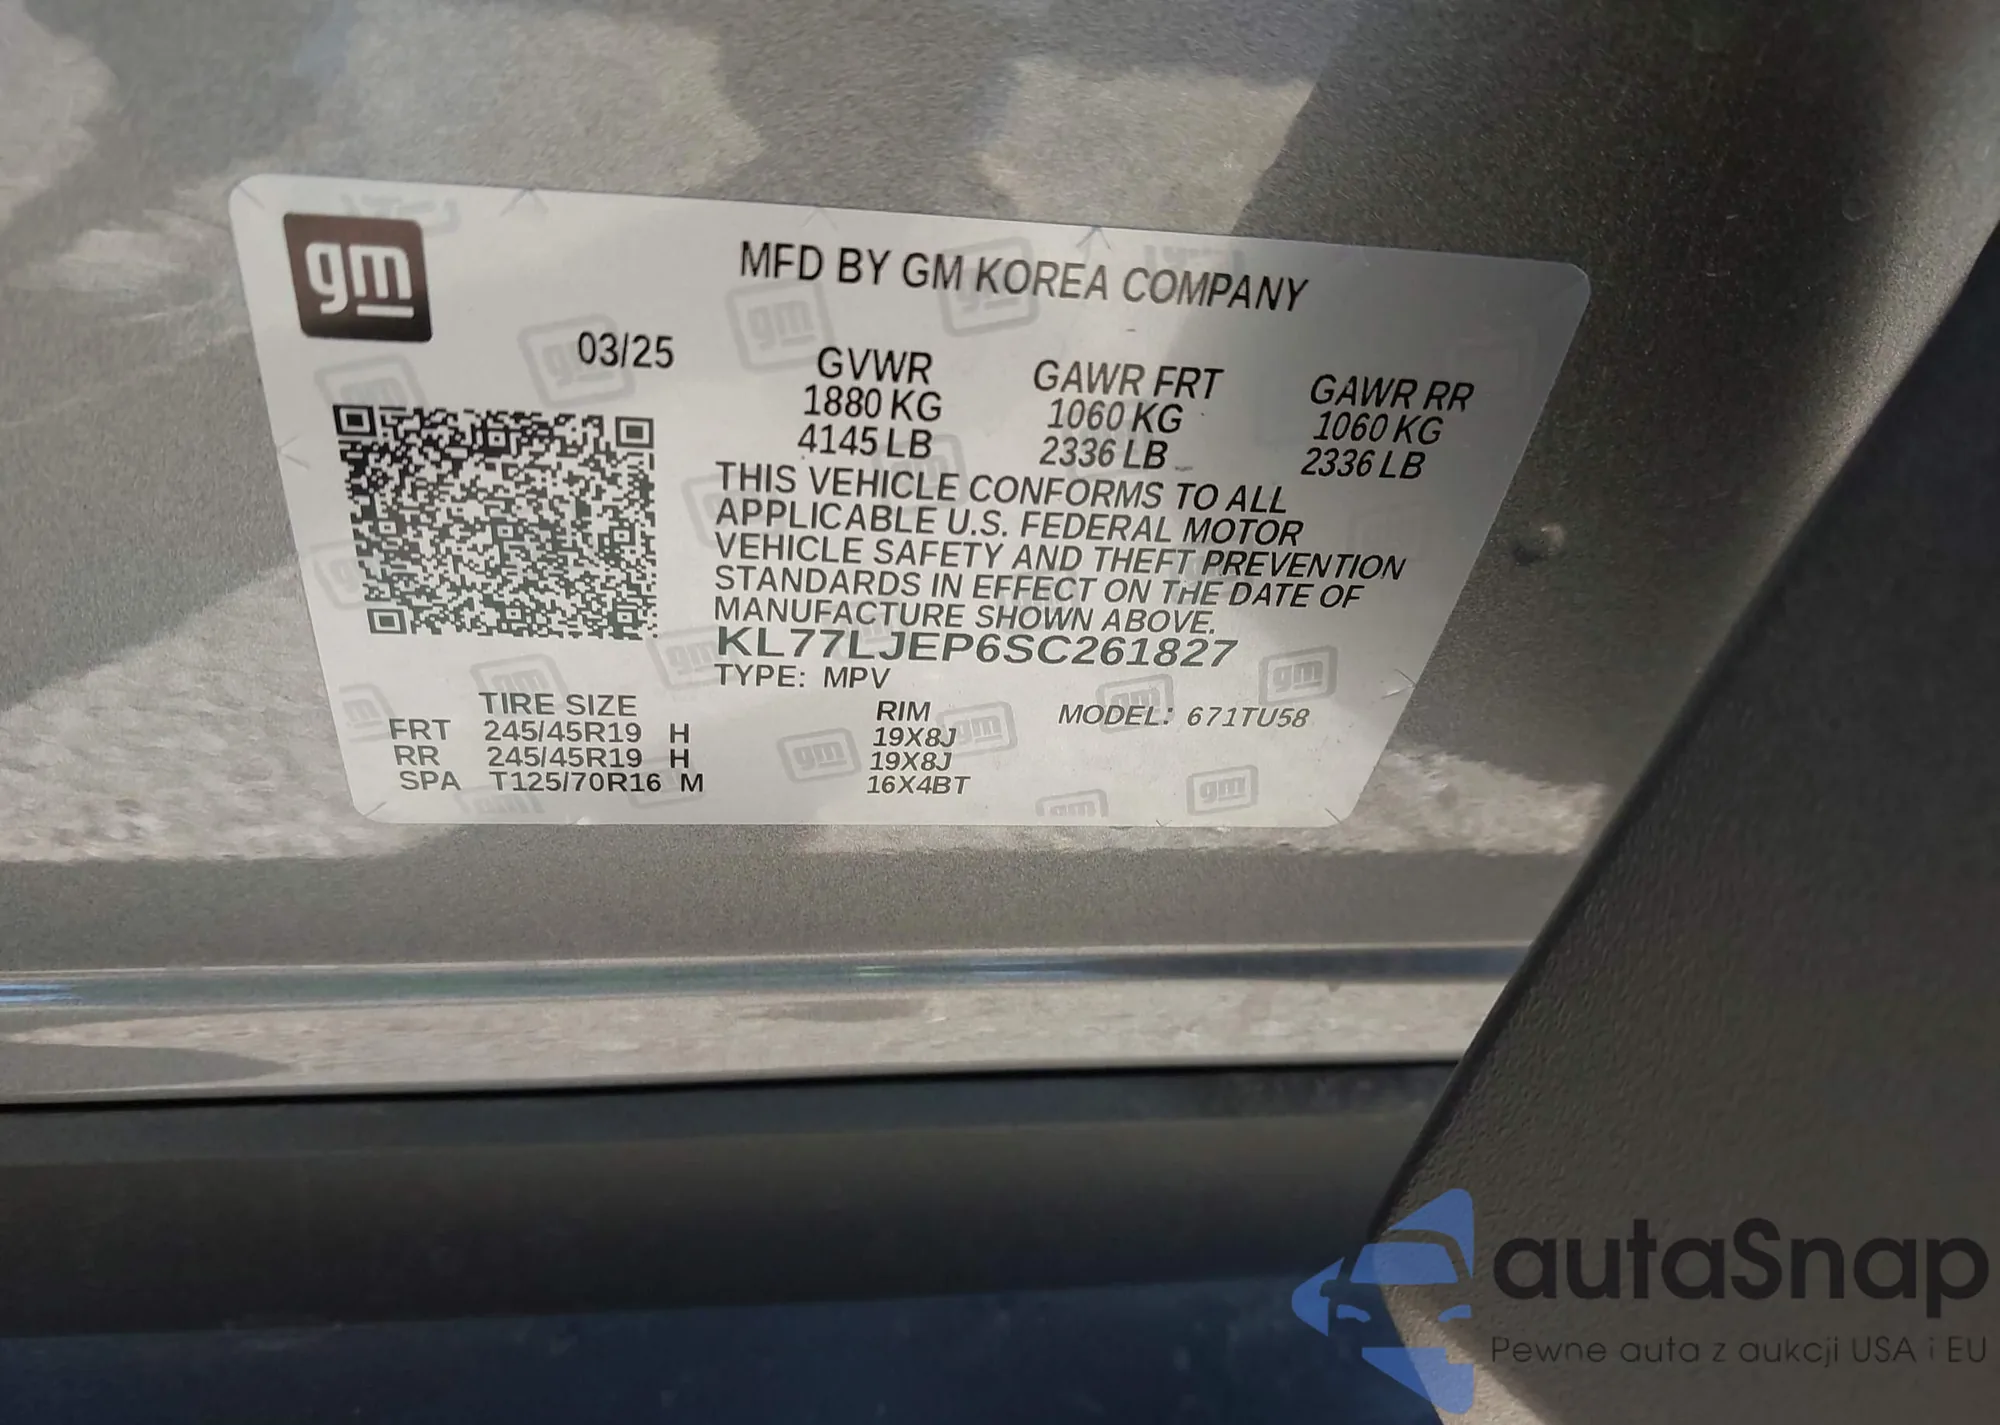 gm
MFD BY GM KOREA COMPANY
03/25
GVWR GAWR FRT GAWR RR
1880 KG 1060 KG 1060 KG
4145 LB 2336 LB 2336 LB
THIS VEHICLE CONFORMS TO ALL
APPLICABLE U.S. FEDERAL MOTOR
VEHICLE SAFETY AND THEFT PREVENTION
STANDARDS IN EFFECT ON THE DATE OF
MANUFACTURE SHOWN ABOVE.
KL77LJEP6SC261827
TYPE: MPV
TIRE SIZE RIM MODEL: 671TU58
FRT 245/45R19 H 19X8J
RR 245/45R19 H 19X8J
SPA T125/70R16 M 16X4BT
autaSnap
Pewne auta z aukcji USA i EU